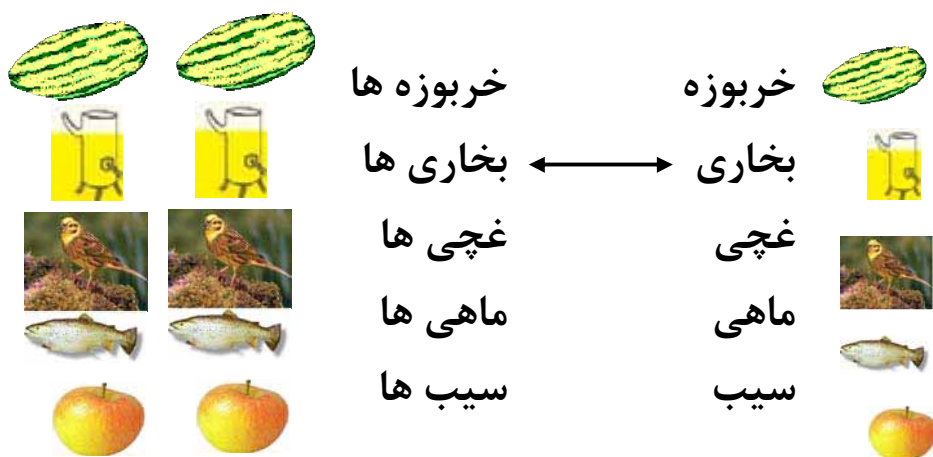 خربوزه خربوزه ها
بخاری بخاری ها
غچی غچی ها
ماهی ماهی ها
سیب سیب ها